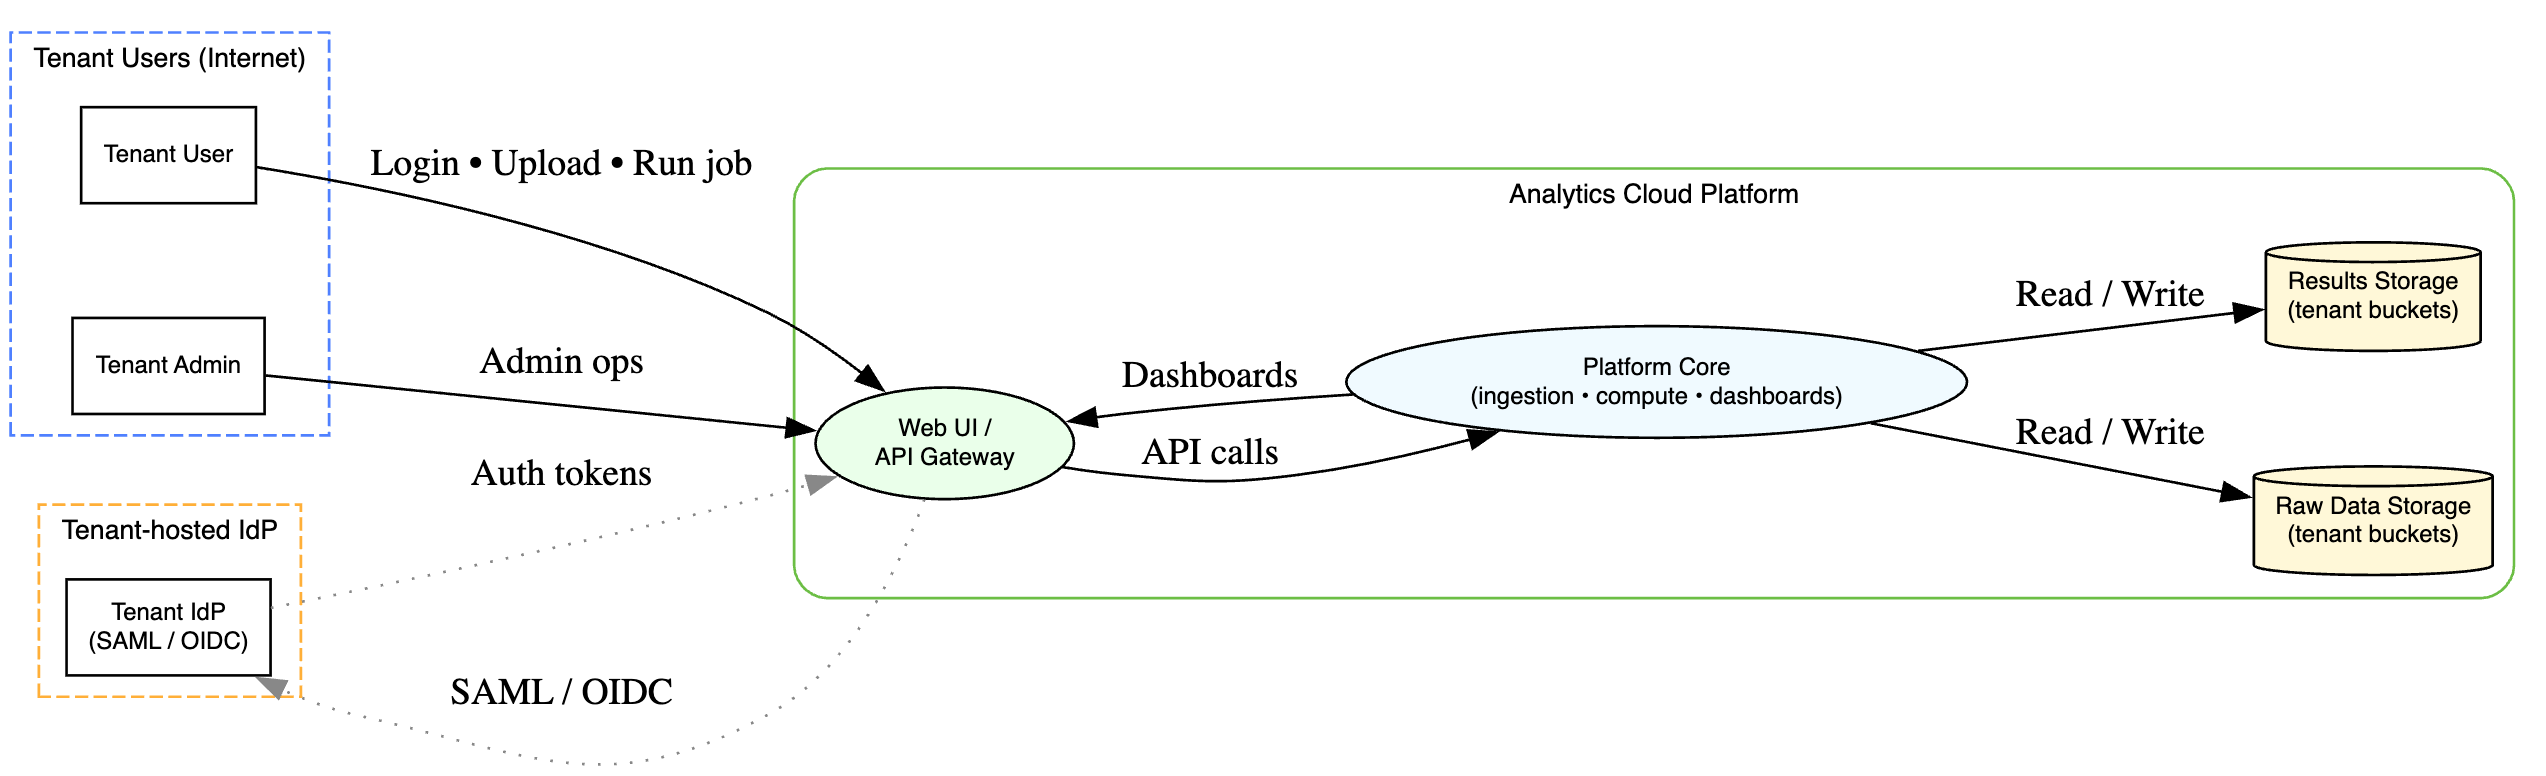 Tenant Users (Internet)
Tenant User
Login • Upload • Run job
Tenant Admin
Admin ops
Auth tokens
Tenant-hosted IdP
Tenant IdP
(SAML / OIDC)
SAML / OIDC
Analytics Cloud Platform
Web UI /
API Gateway
Dashboards
API calls
Platform Core
(ingestion • compute • dashboards)
Read / Write
Results Storage
(tenant buckets)
Read / Write
Raw Data Storage
(tenant buckets)